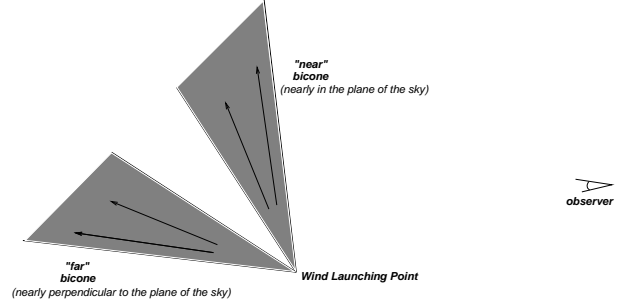 "near"
bicone
(nearly in the plane of the sky)
observer
Wind Launching Point
"far"
bicone
(nearly perpendicular to the plane of the sky)